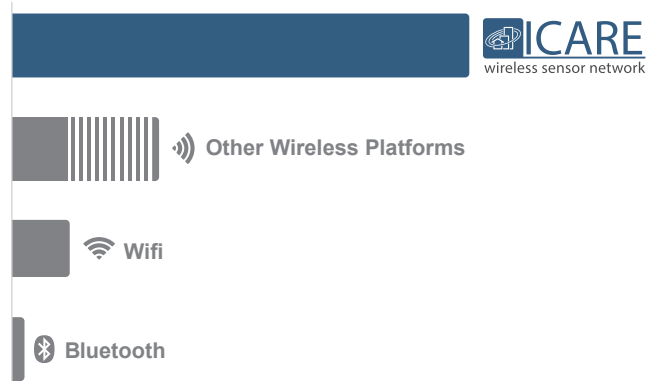 ICARE
wireless sensor network
Other Wireless Platforms
Wifi
Bluetooth